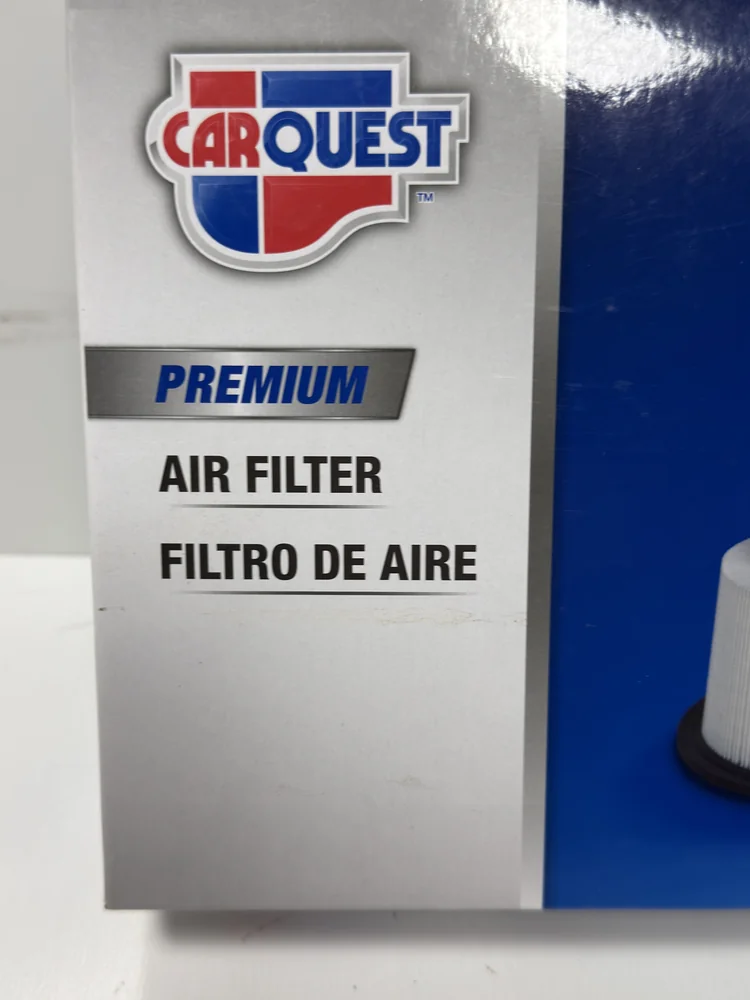 CARQUEST
TM
PREMIUM
AIR FILTER
FILTRO DE AIRE